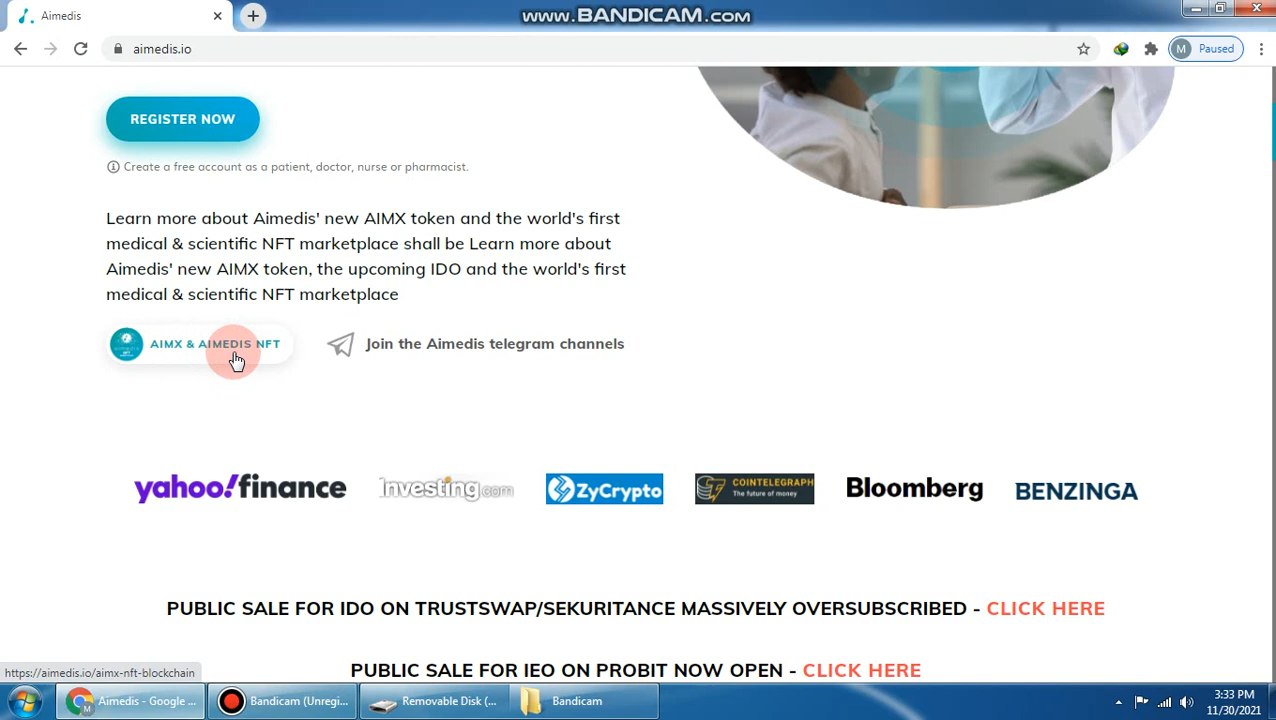 Aimedis
www.BANDICAM.com
aimedis.io
M
Paused
REGISTER NOW
Create a free account as a patient, doctor, nurse or pharmacist.
Learn more about Aimedis' new AIMX token and the world's first
medical & scientific NFT marketplace shall be Learn more about
Aimedis' new AIMX token, the upcoming IDO and the world's first
medical & scientific NFT marketplace
AIMX & AIMEDIS NFT
Join the Aimedis telegram channels
yahoo!finance
Investing.com
ZyCrypto
COINTELEGRAPH
The future of money
Bloomberg
BENZINGA
PUBLIC SALE FOR IDO ON TRUSTSWAP/SEKURITANCE MASSIVELY OVERSUBSCRIBED - CLICK HERE
PUBLIC SALE FOR IEO ON PROBIT NOW OPEN - CLICK HERE
https://aimedis.io/aimx-nft-blockchain
M
Aimedis - Google ...
Bandicam (Unregi...
Removable Disk (...
Bandicam
3:33 PM
11/30/2021